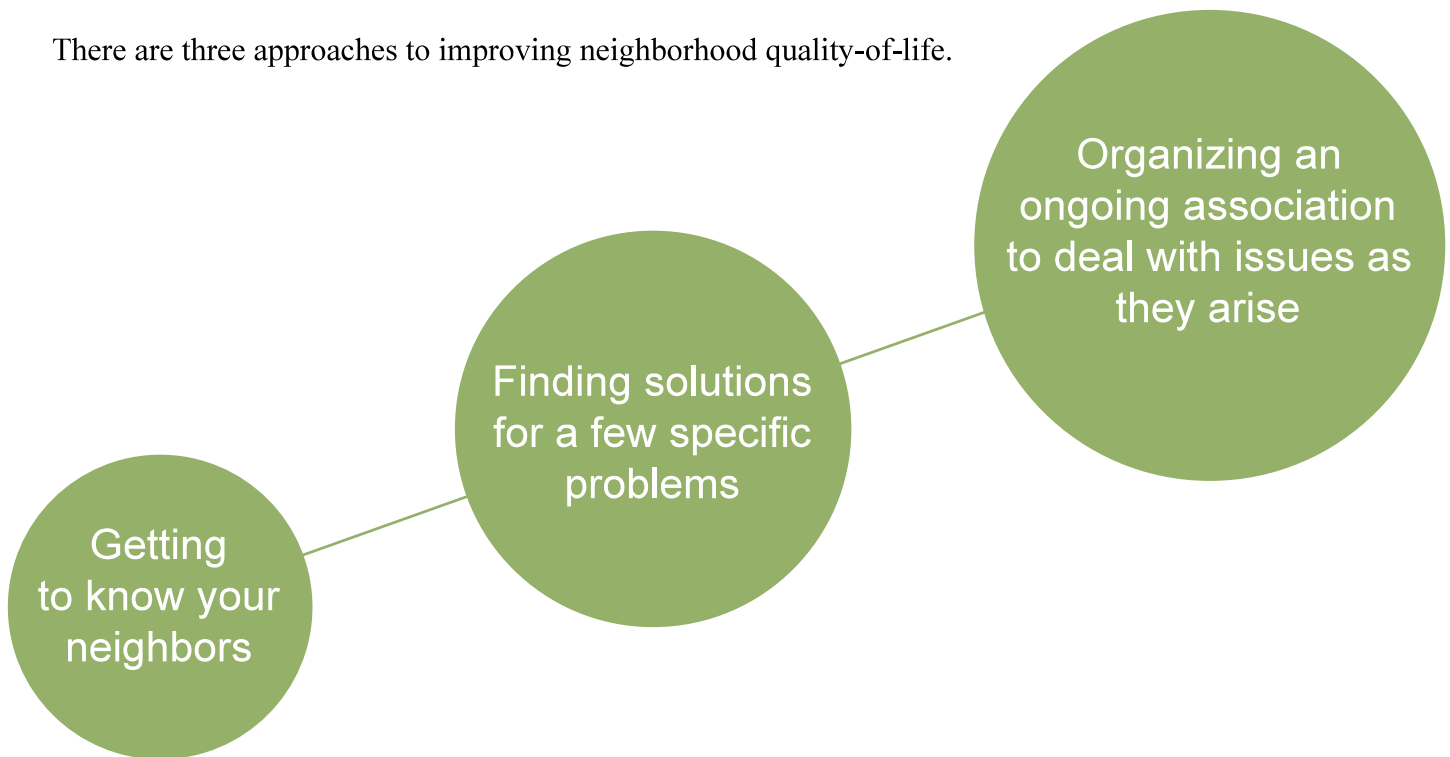 There are three approaches to improving neighborhood quality-of-life.
Getting
to know your
neighbors
Finding solutions
for a few specific
problems
Organizing an
ongoing association
to deal with issues as
they arise